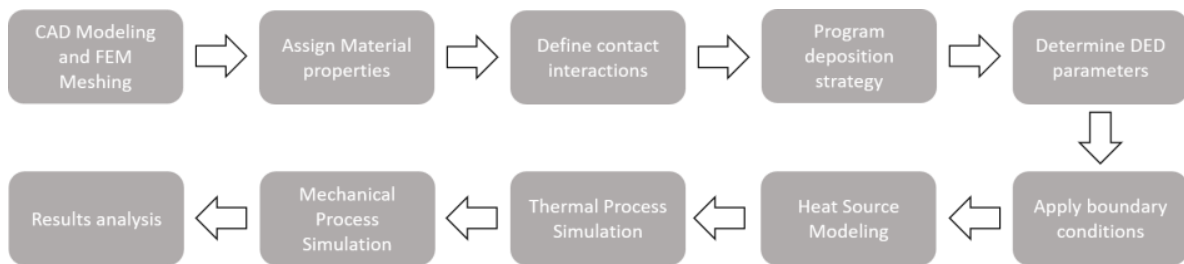 CAD Modeling
and FEM
Meshing
Assign Material
properties
Define contact
interactions
Program
deposition
strategy
Determine DED
parameters
Apply boundary
conditions
Heat Source
Modeling
Thermal Process
Simulation
Mechanical
Process
Simulation
Results analysis